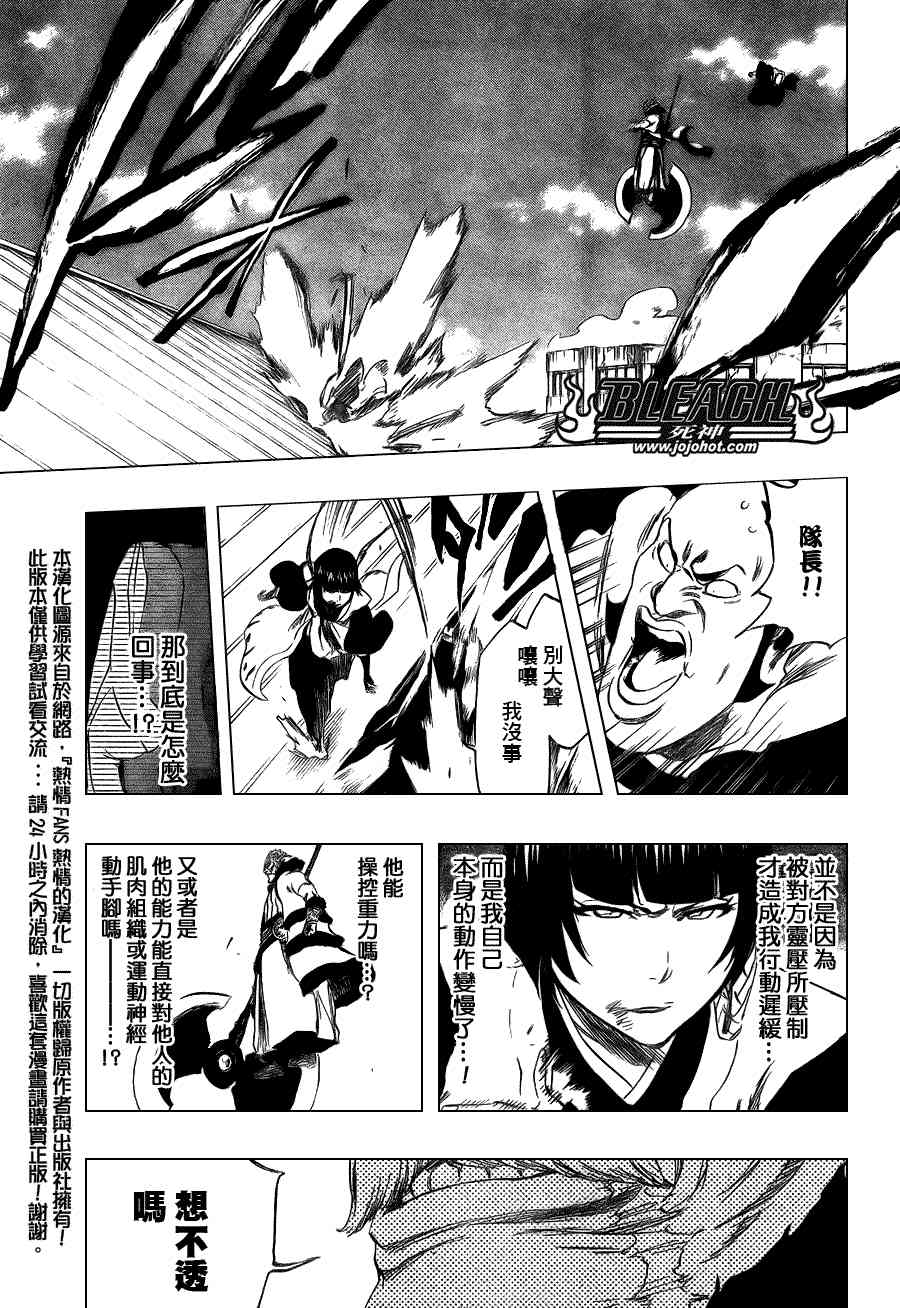 BLEACH
死神
www.jojohot.com
隊長!!
別大聲
嚷嚷
我沒事
那到底是怎麼
回事…!?
並不是因為
被對方靈壓所壓制
才造成我行動遲緩…
而是我自己
本身的動作變慢了…!
他能
操控重力嗎…?
又或者是
他的能力能直接對他人的
肌肉組織或運動神經
動手腳嗎——!?
想不透
嗎
本漢化圖源來自於網路.『熱情FANS熱情的漢化』一切版權歸原作者與出版社擁有!
此版本僅供學習試看交流…請24小時之內消除.喜歡這套漫畫請購買正版!謝謝。